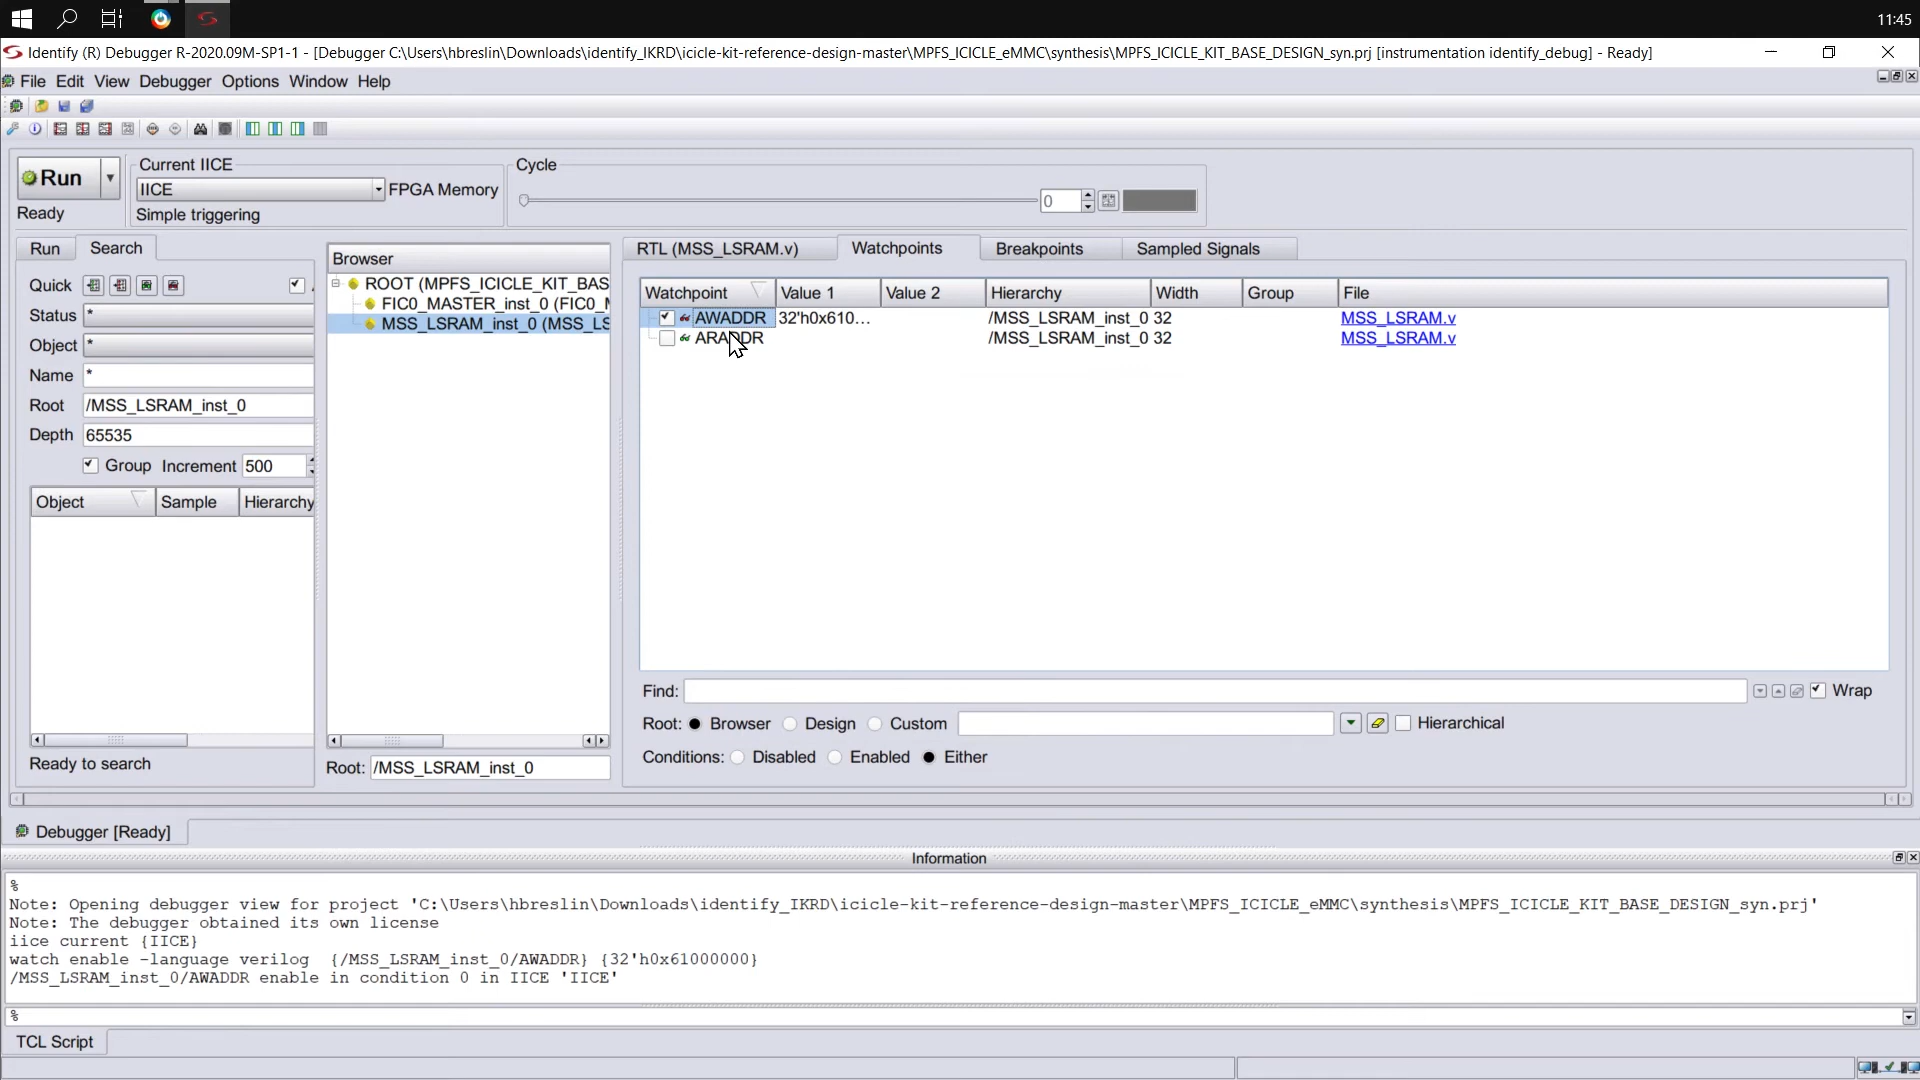 11:45
Identify (R) Debugger R-2020.09M-SP1-1 - [Debugger C:\Users\hbreslin\Downloads\identify_IKRD\icicle-kit-reference-design-master\MPFS_ICICLE_eMMC\synthesis\MPFS_ICICLE_KIT_BASE_DESIGN_syn.prj [instrumentation identify_debug] - Ready]
File Edit View Debugger Options Window Help
Run
Ready
Current IICE
IICE
FPGA Memory
Simple triggering
Cycle
0
Run Search
Quick
Status *
Object *
Name *
Root /MSS_LSRAM_inst_0
Depth 65535
Group Increment 500
Object Sample Hierarchy
Ready to search
Browser
ROOT (MPFS_ICICLE_KIT_BAS
FIC0_MASTER_inst_0 (FIC0_
MSS_LSRAM_inst_0 (MSS_LS
Root: /MSS_LSRAM_inst_0
RTL (MSS_LSRAM.v) Watchpoints Breakpoints Sampled Signals
Watchpoint Value 1 Value 2 Hierarchy Width Group File
AWADDR 32'h0x610... /MSS_LSRAM_inst_0 32 MSS_LSRAM.v
ARADDR /MSS_LSRAM_inst_0 32 MSS_LSRAM.v
Find: Wrap
Root: Browser Design Custom Hierarchical
Conditions: Disabled Enabled Either
Debugger [Ready]
Information
%
Note: Opening debugger view for project 'C:\Users\hbreslin\Downloads\identify_IKRD\icicle-kit-reference-design-master\MPFS_ICICLE_eMMC\synthesis\MPFS_ICICLE_KIT_BASE_DESIGN_syn.prj'
Note: The debugger obtained its own license
iice current {IICE}
watch enable -language verilog {/MSS_LSRAM_inst_0/AWADDR} {32'h0x61000000}
/MSS_LSRAM_inst_0/AWADDR enable in condition 0 in IICE 'IICE'
%
TCL Script